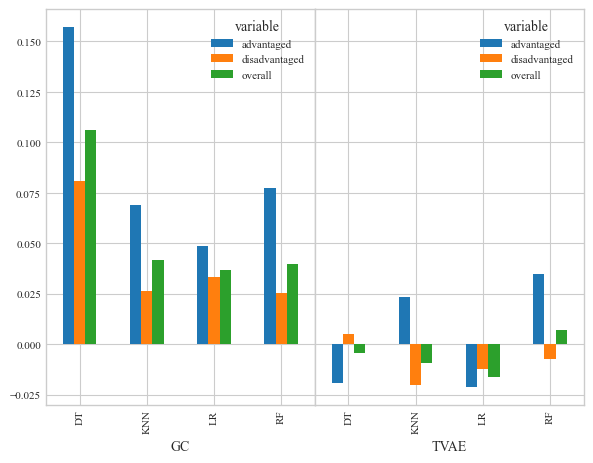 variable
advantaged
disadvantaged
overall
variable
advantaged
disadvantaged
overall
0.150
0.125
0.100
0.075
0.050
0.025
0.000
−0.025
DT
KNN
LR
RF
DT
KNN
LR
RF
GC
TVAE